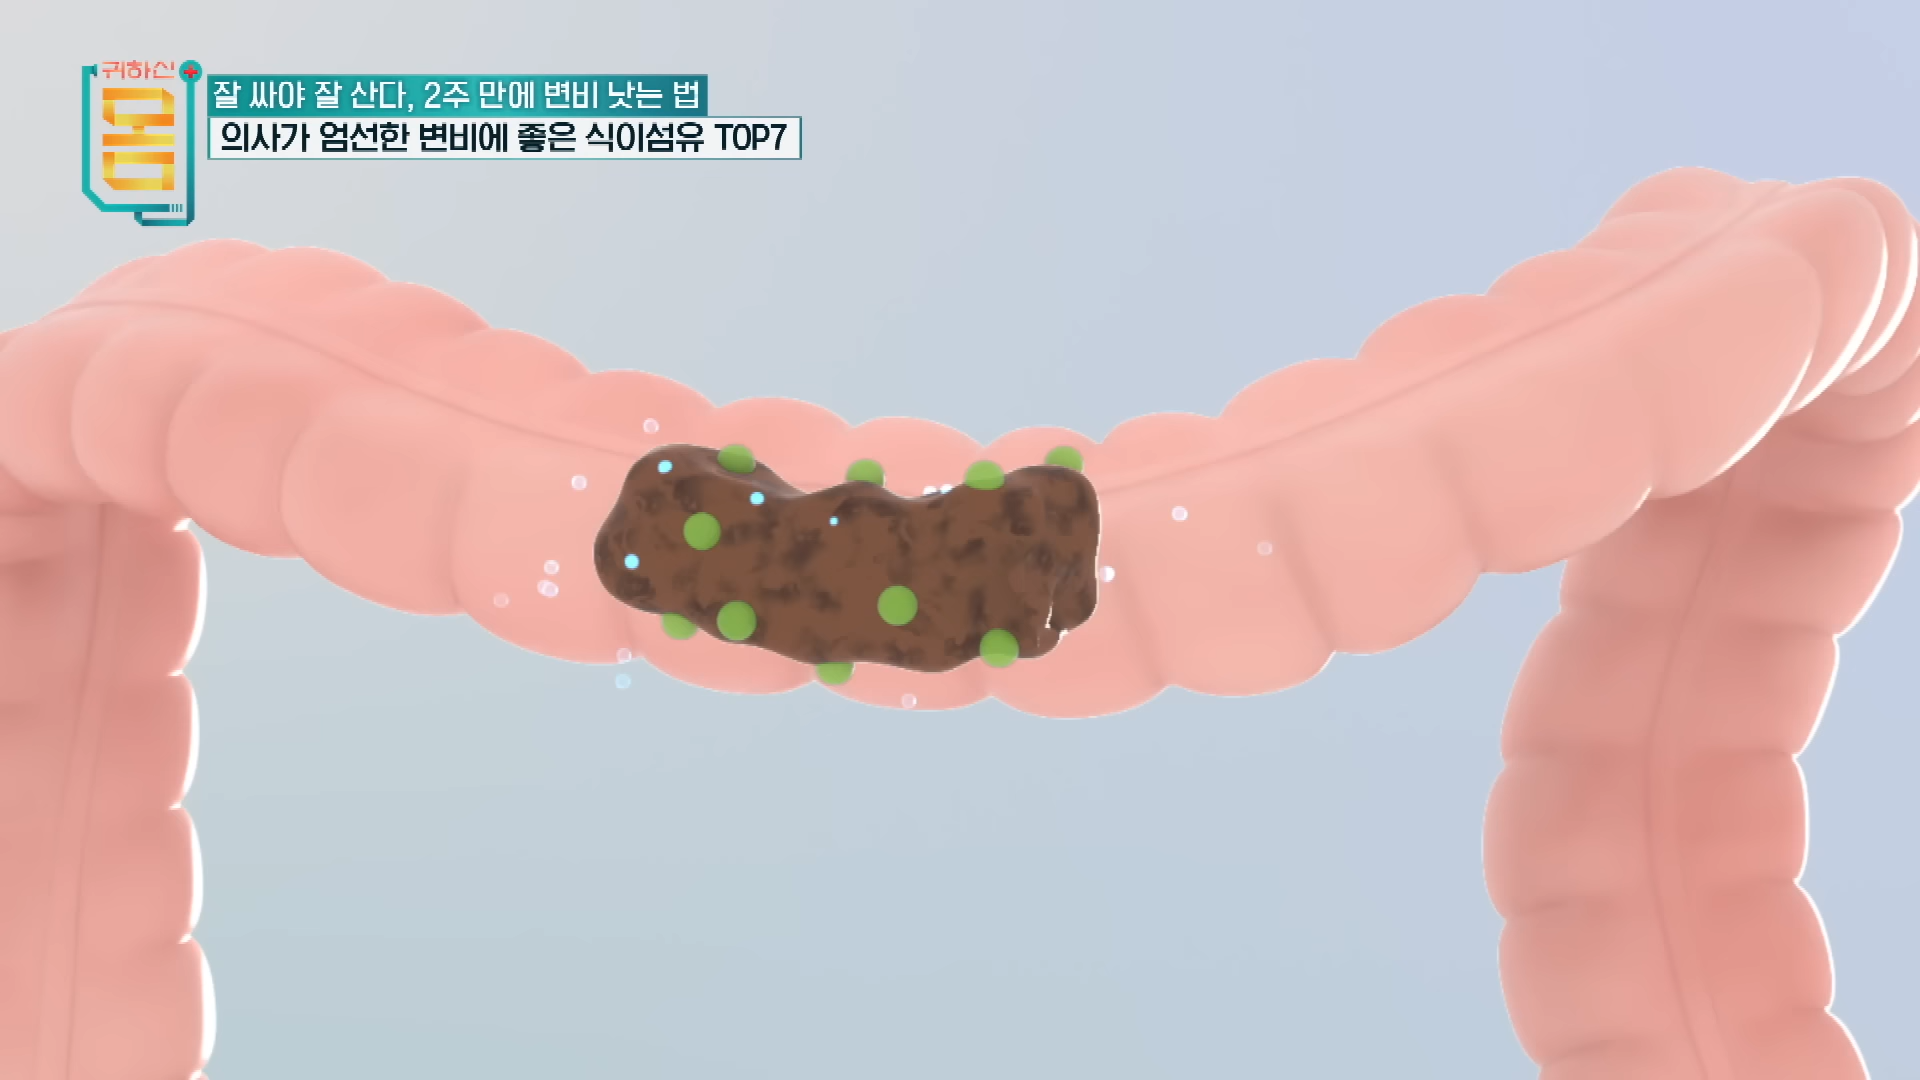 귀하신
몸
잘 싸야 잘 산다, 2주 만에 변비 낫는 법
의사가 엄선한 변비에 좋은 식이섬유 TOP7